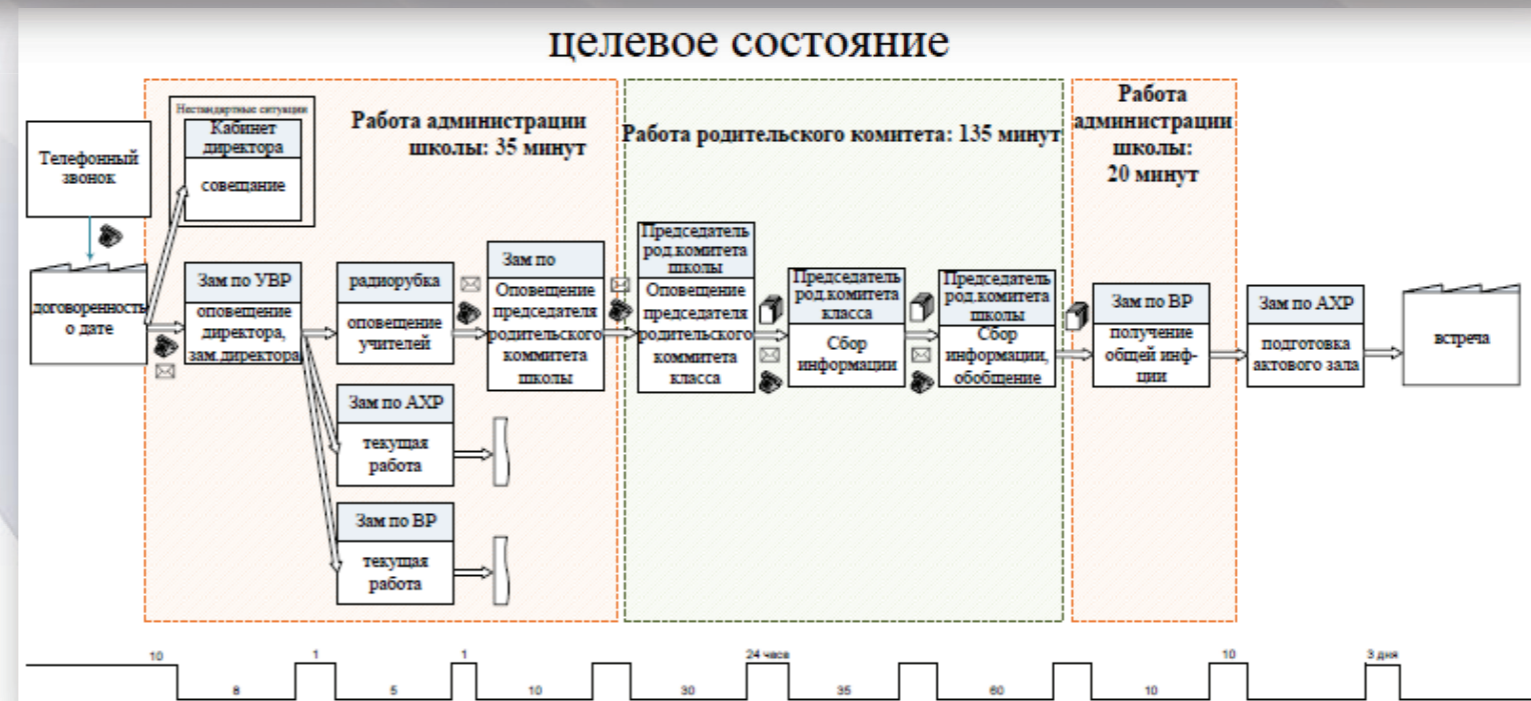 целевое состояние
Телефонный
звонок
договоренность
о дате
Нестандартные ситуации
Кабинет
директора
совещание
Работа администрации
школы: 35 минут
Зам по УВР
оповещение
директора,
зам.директора
радиорубка
оповещение
учителей
Зам по
Оповещение
председателя
родительского
коммитета
школы
Зам по АХР
текущая
работа
Зам по ВР
текущая
работа
Работа родительского комитета: 135 минут
Председатель
род.комитета
школы
Оповещение
председателя
родительского
коммитета
класса
Председатель
род.комитета
класса
Сбор
информации
Председатель
род.комитета
школы
Сбор
информации,
обобщение
Работа
администрации
школы:
20 минут
Зам по ВР
получение
общей инф-
ции
Зам по АХР
подготовка
актового зала
встреча
10 1 1 24 часа 10 3 дня
8 5 10 30 35 60 10